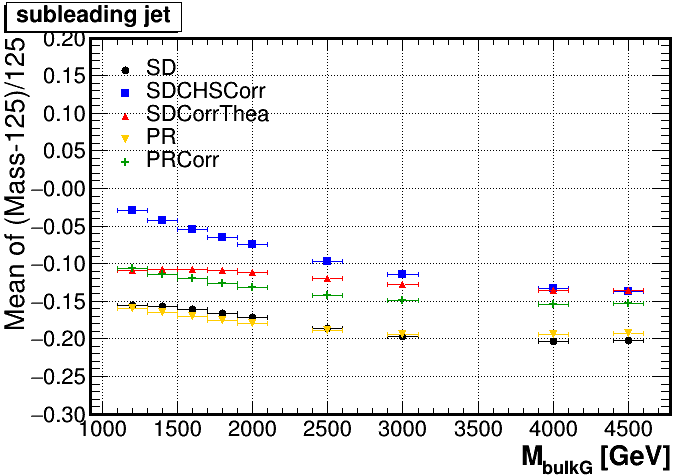 subleading jet
Mean of (Mass-125)/125
0.20
0.15
0.10
0.05
−0.00
−0.05
−0.10
−0.15
−0.20
−0.25
−0.30
SD
SDCHSCorr
SDCorrThea
PR
PRCorr
1000 1500 2000 2500 3000 3500 4000 4500
M_bulkG [GeV]